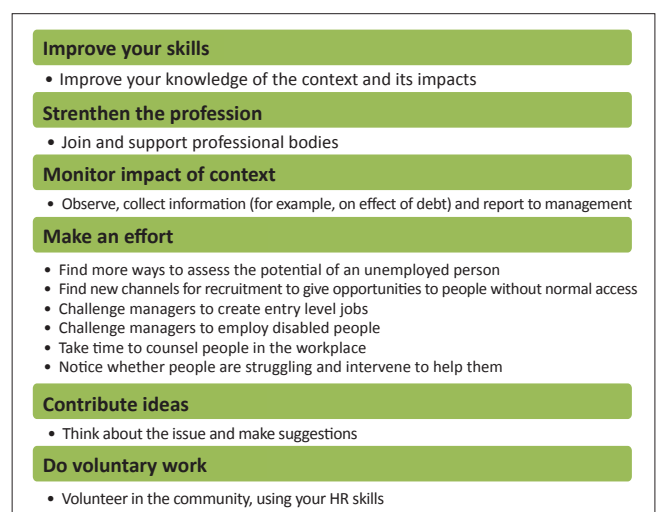 Improve your skills
• Improve your knowledge of the context and its impacts
Strenthen the profession
• Join and support professional bodies
Monitor impact of context
• Observe, collect information (for example, on effect of debt) and report to management
Make an effort
• Find more ways to assess the potential of an unemployed person
• Find new channels for recruitment to give opportunities to people without normal access
• Challenge managers to create entry level jobs
• Challenge managers to employ disabled people
• Take time to counsel people in the workplace
• Notice whether people are struggling and intervene to help them
Contribute ideas
• Think about the issue and make suggestions
Do voluntary work
• Volunteer in the community, using your HR skills